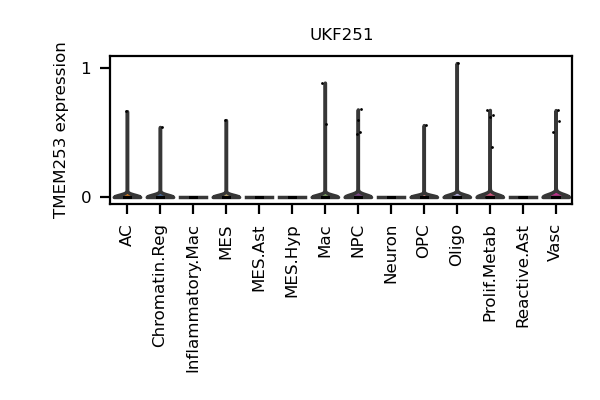 UKF251
TMEM253 expression
1
0
AC
Chromatin.Reg
Inflammatory.Mac
MES
MES.Ast
MES.Hyp
Mac
NPC
Neuron
OPC
Oligo
Prolif.Metab
Reactive.Ast
Vasc